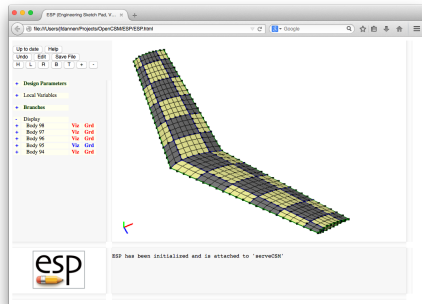 ESP (Engineering Sketch Pad, V...
file:///Users/jfdannen/Projects/OpenCSM/ESP/ESP.html
Google
Up to date Help
Undo Edit Save File
H L R B T + -
+ Design Parameters
+ Local Variables
+ Branches
- Display
+ Body 98 Viz Grd
+ Body 97 Viz Grd
+ Body 96 Viz Grd
+ Body 95 Viz Grd
+ Body 94 Viz Grd
esp
ESP has been initialized and is attached to 'serveCSM'